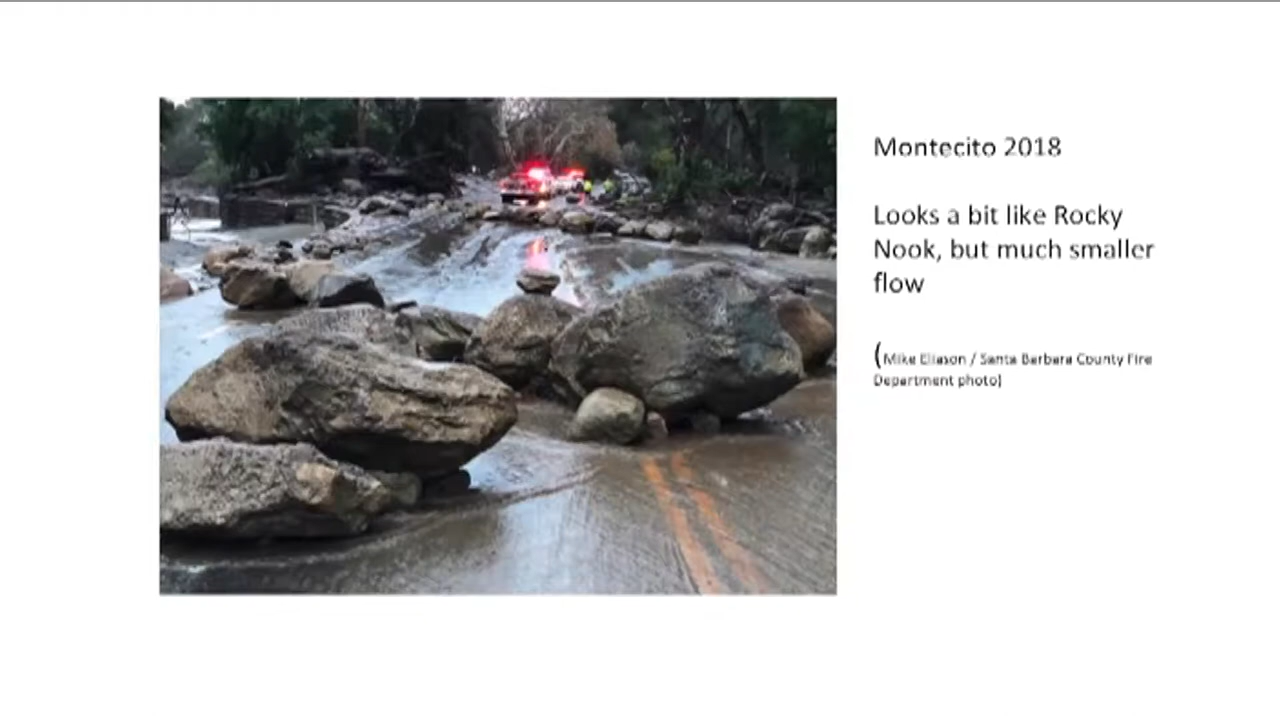 Montecito 2018
Looks a bit like Rocky
Nook, but much smaller
flow
(Mike Eliason / Santa Barbara County Fire
Department photo)